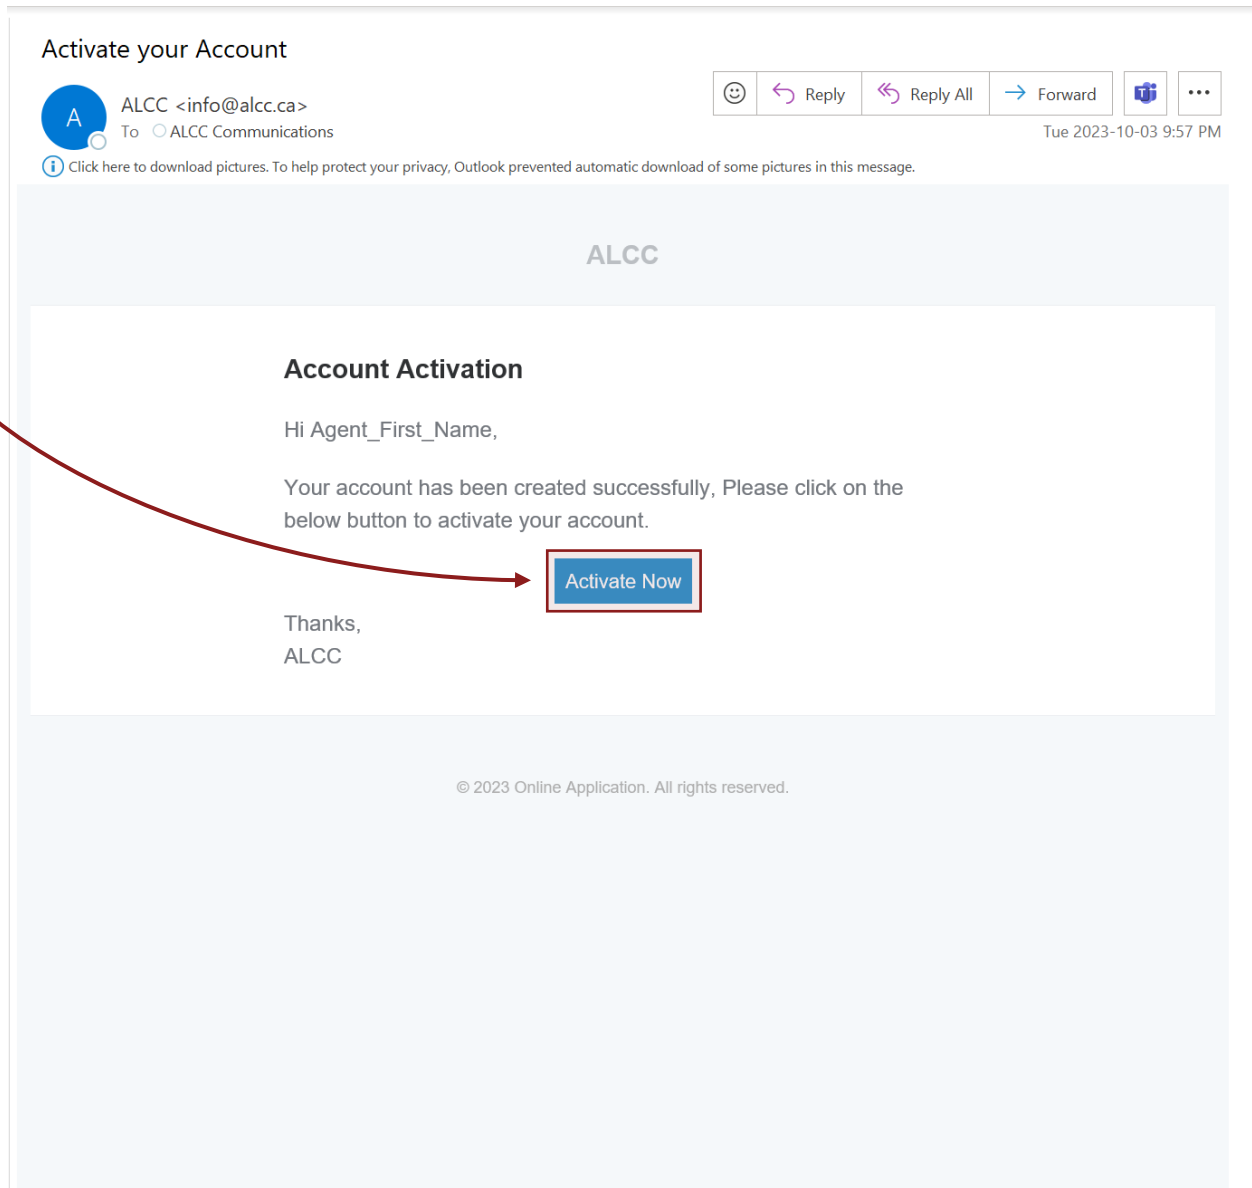 Activate your Account
A
ALCC <info@alcc.ca>
To ALCC Communications
Reply
Reply All
Forward
Tue 2023-10-03 9:57 PM
Click here to download pictures. To help protect your privacy, Outlook prevented automatic download of some pictures in this message.
ALCC
Account Activation
Hi Agent_First_Name,
Your account has been created successfully, Please click on the
below button to activate your account.
Activate Now
Thanks,
ALCC
© 2023 Online Application. All rights reserved.